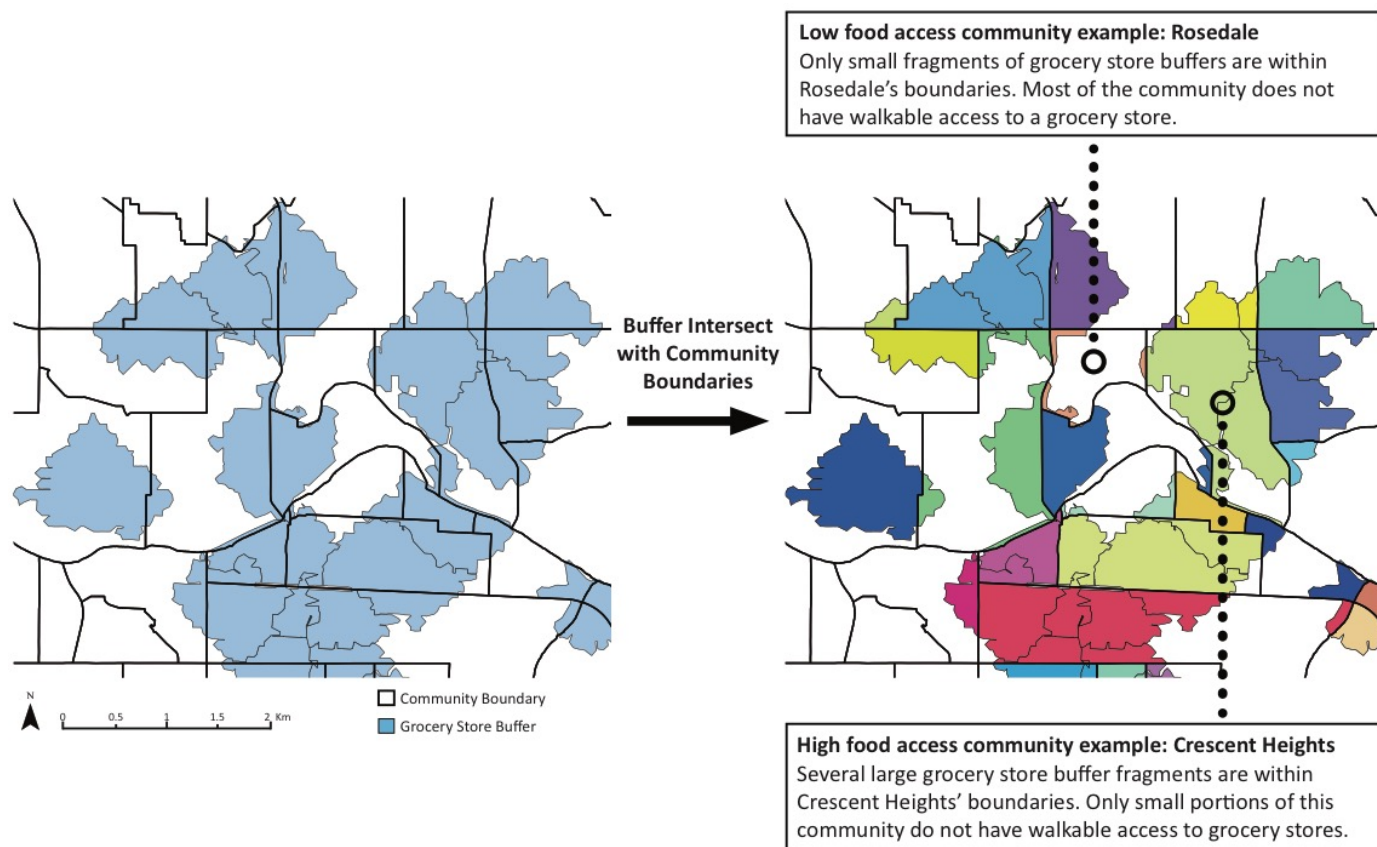 Low food access community example: Rosedale
Only small fragments of grocery store buffers are within
Rosedale’s boundaries. Most of the community does not
have walkable access to a grocery store.
Buffer Intersect
with Community
Boundaries
N
0 0.5 1 2 Km
Community Boundary
Grocery Store Buffer
High food access community example: Crescent Heights
Several large grocery store buffer fragments are within
Crescent Heights’ boundaries. Only small portions of this
community do not have walkable access to grocery stores.